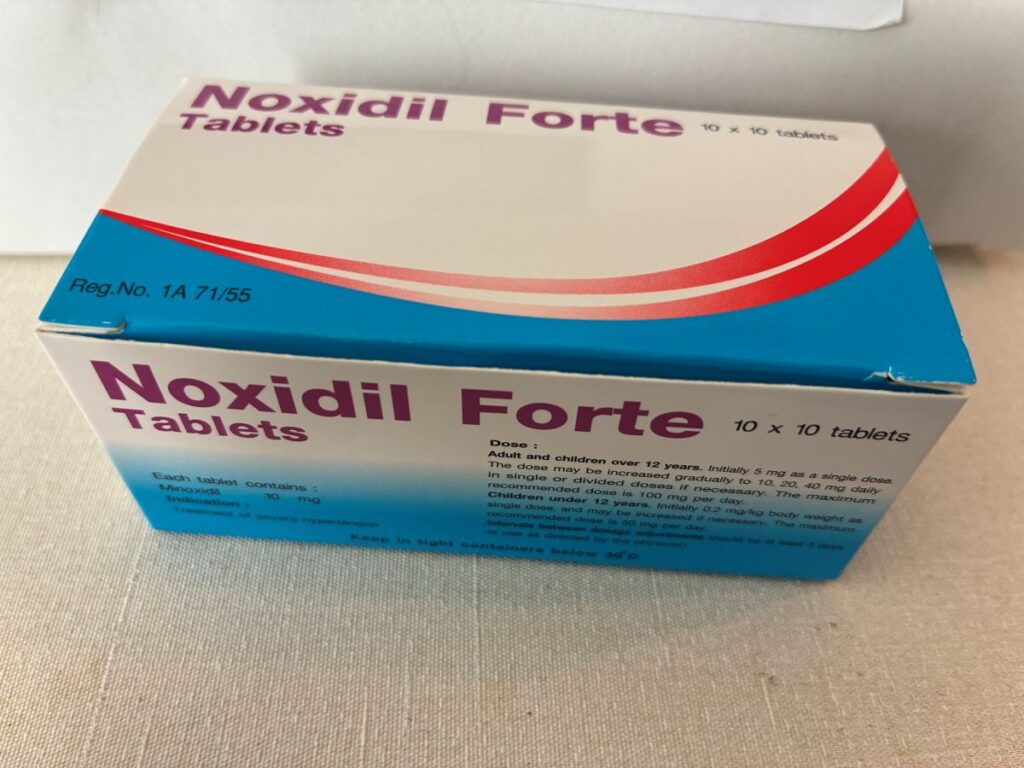 Noxidil Forte 10 x 10 tablets
Tablets
Reg.No. 1A 71/55
Noxidil Forte 10 x 10 tablets
Tablets
Each tablet contains :
Minoxidil 10 mg
Indication :
Treatment of severe hypertension
Dose :
Adult and children over 12 years. Initially 5 mg as a single dose.
The dose may be increased gradually to 10, 20, 40 mg daily
in single or divided doses if necessary. The maximum
recommended dose is 100 mg per day.
Children under 12 years. Initially 0.2 mg/kg body weight as
single dose, and may be increased if necessary. The maximum
recommended dose is 50 mg per day.
Intervals between dosage adjustments should be at least 3 days
or use as directed by the physician.
Keep in tight containers below 30°C